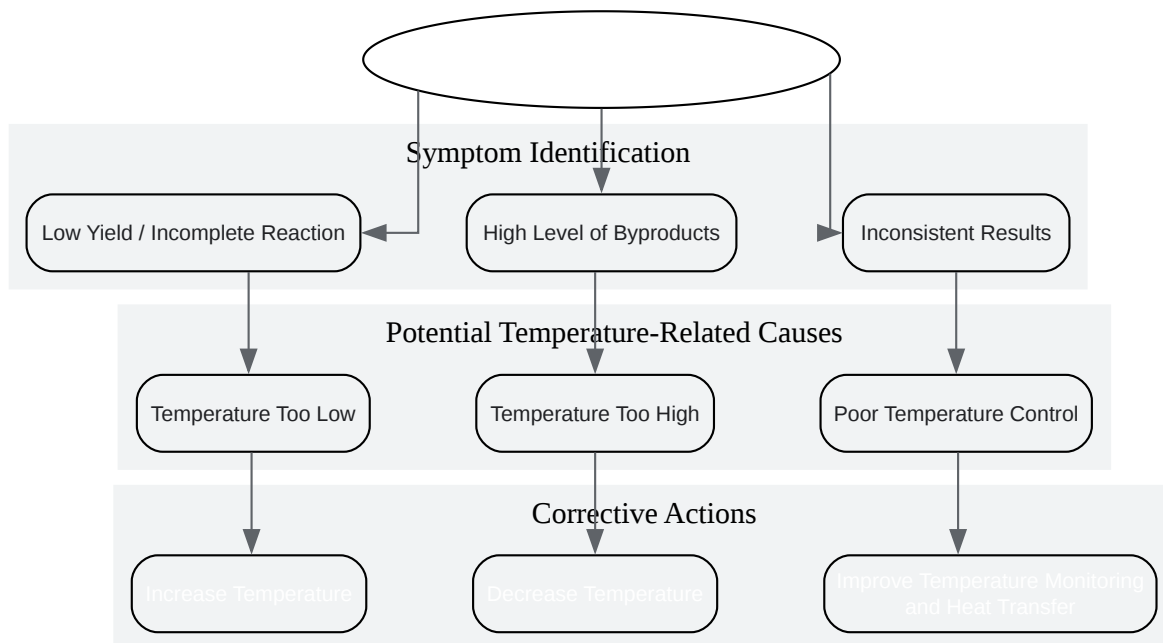 Symptom Identification
Low Yield / Incomplete Reaction
High Level of Byproducts
Inconsistent Results
Potential Temperature-Related Causes
Temperature Too Low
Temperature Too High
Poor Temperature Control
Corrective Actions
Increase Temperature
Decrease Temperature
Improve Temperature Monitoring
and Heat Transfer